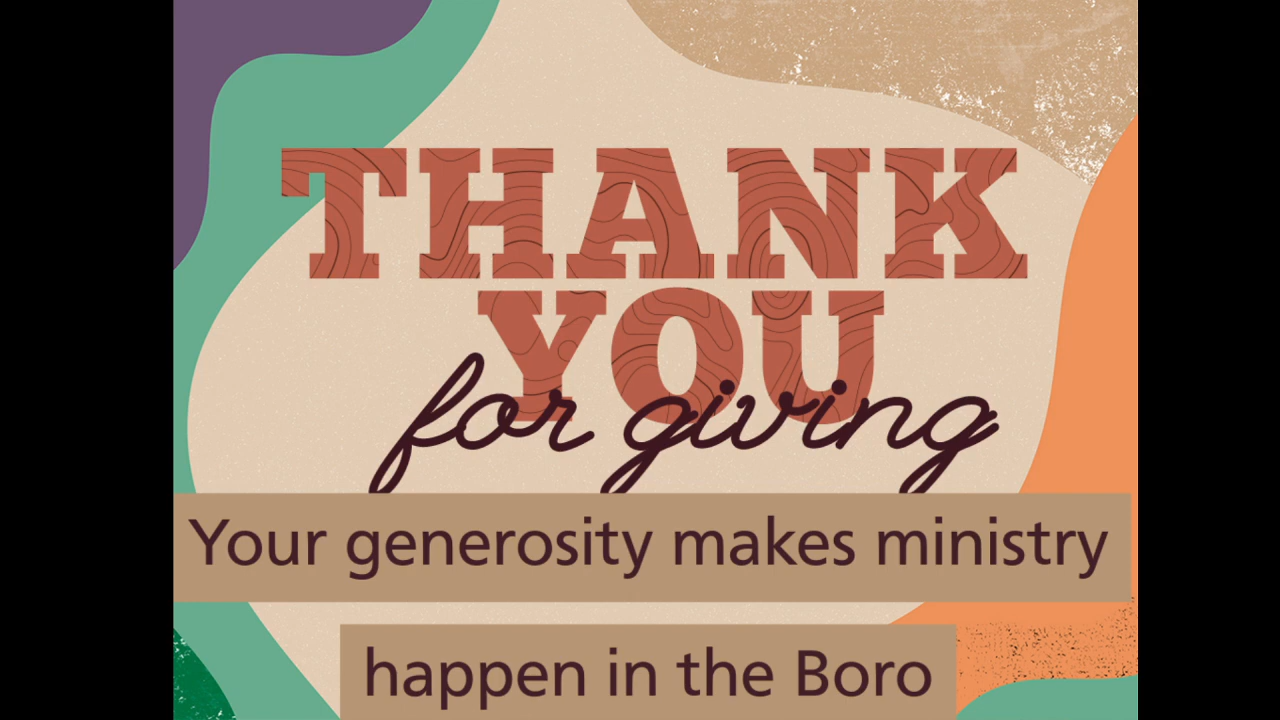 THANK
YOU
for giving
Your generosity makes ministry
happen in the Boro